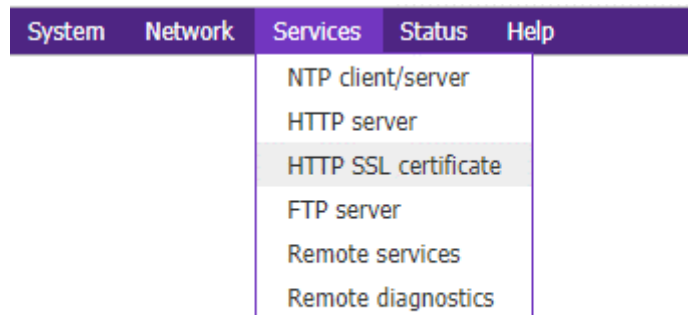 System Network Services Status Help
NTP client/server
HTTP server
HTTP SSL certificate
FTP server
Remote services
Remote diagnostics